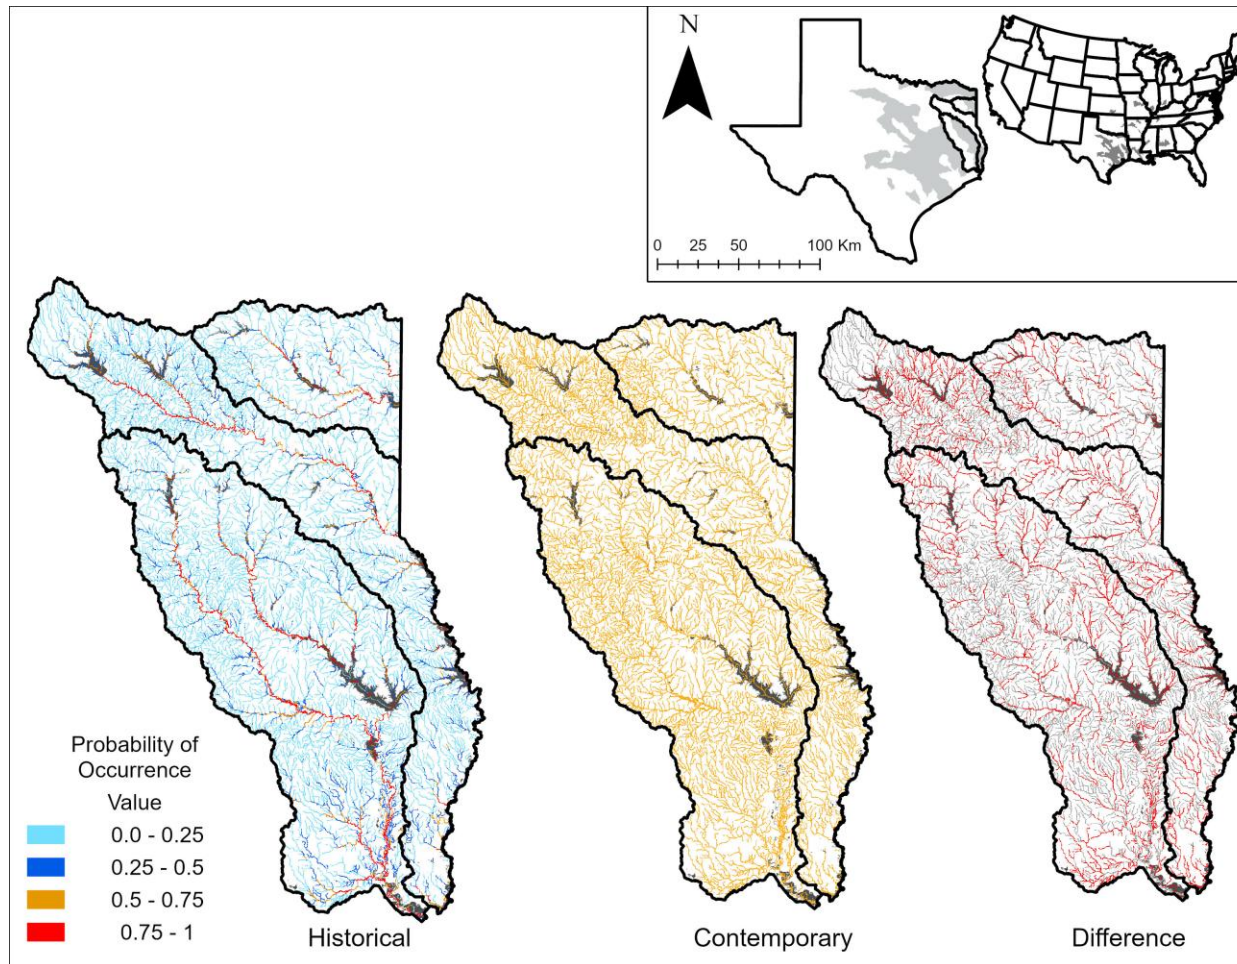 N
0 25 50 100 Km
Probability of
Occurrence
Value
0.0 - 0.25
0.25 - 0.5
0.5 - 0.75
0.75 - 1
Historical
Contemporary
Difference